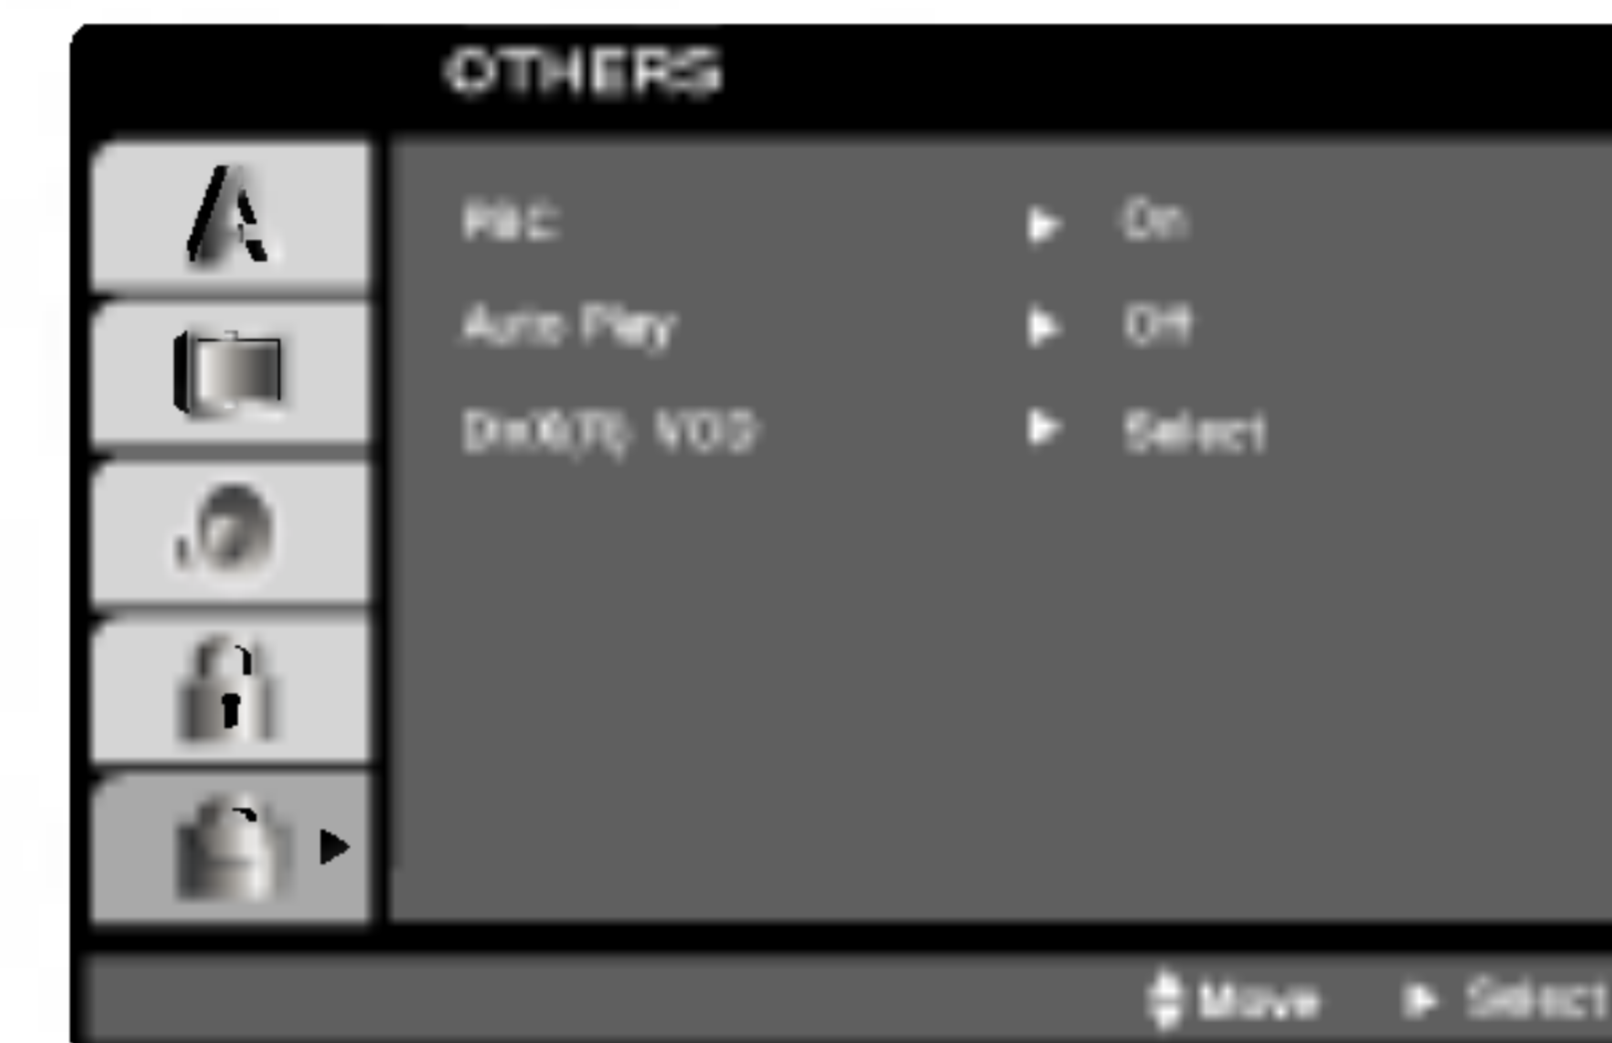 OTHERS
PBC On
Auto Play Off
DivX(R) VOD Select
Move Select